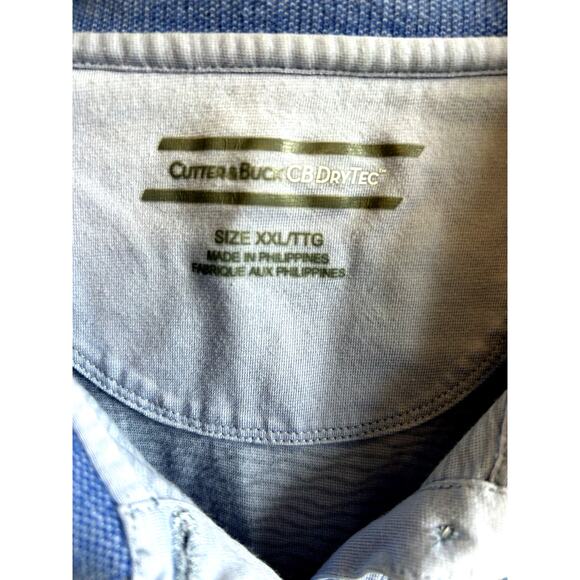 CUTTER & BUCK CB DRYTEC™
SIZE XXL/TTG
MADE IN PHILIPPINES
FABRIQUE AUX PHILIPPINES